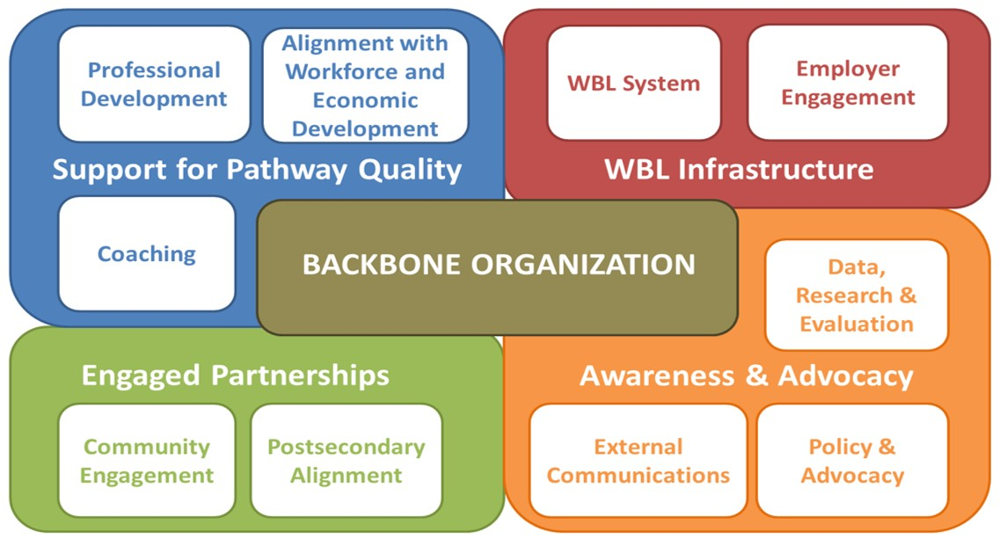 Professional
Development
Alignment with
Workforce and
Economic
Development
Support for Pathway Quality
Coaching
WBL System
Employer
Engagement
WBL Infrastructure
BACKBONE ORGANIZATION
Engaged Partnerships
Community
Engagement
Postsecondary
Alignment
Data,
Research &
Evaluation
Awareness & Advocacy
External
Communications
Policy &
Advocacy